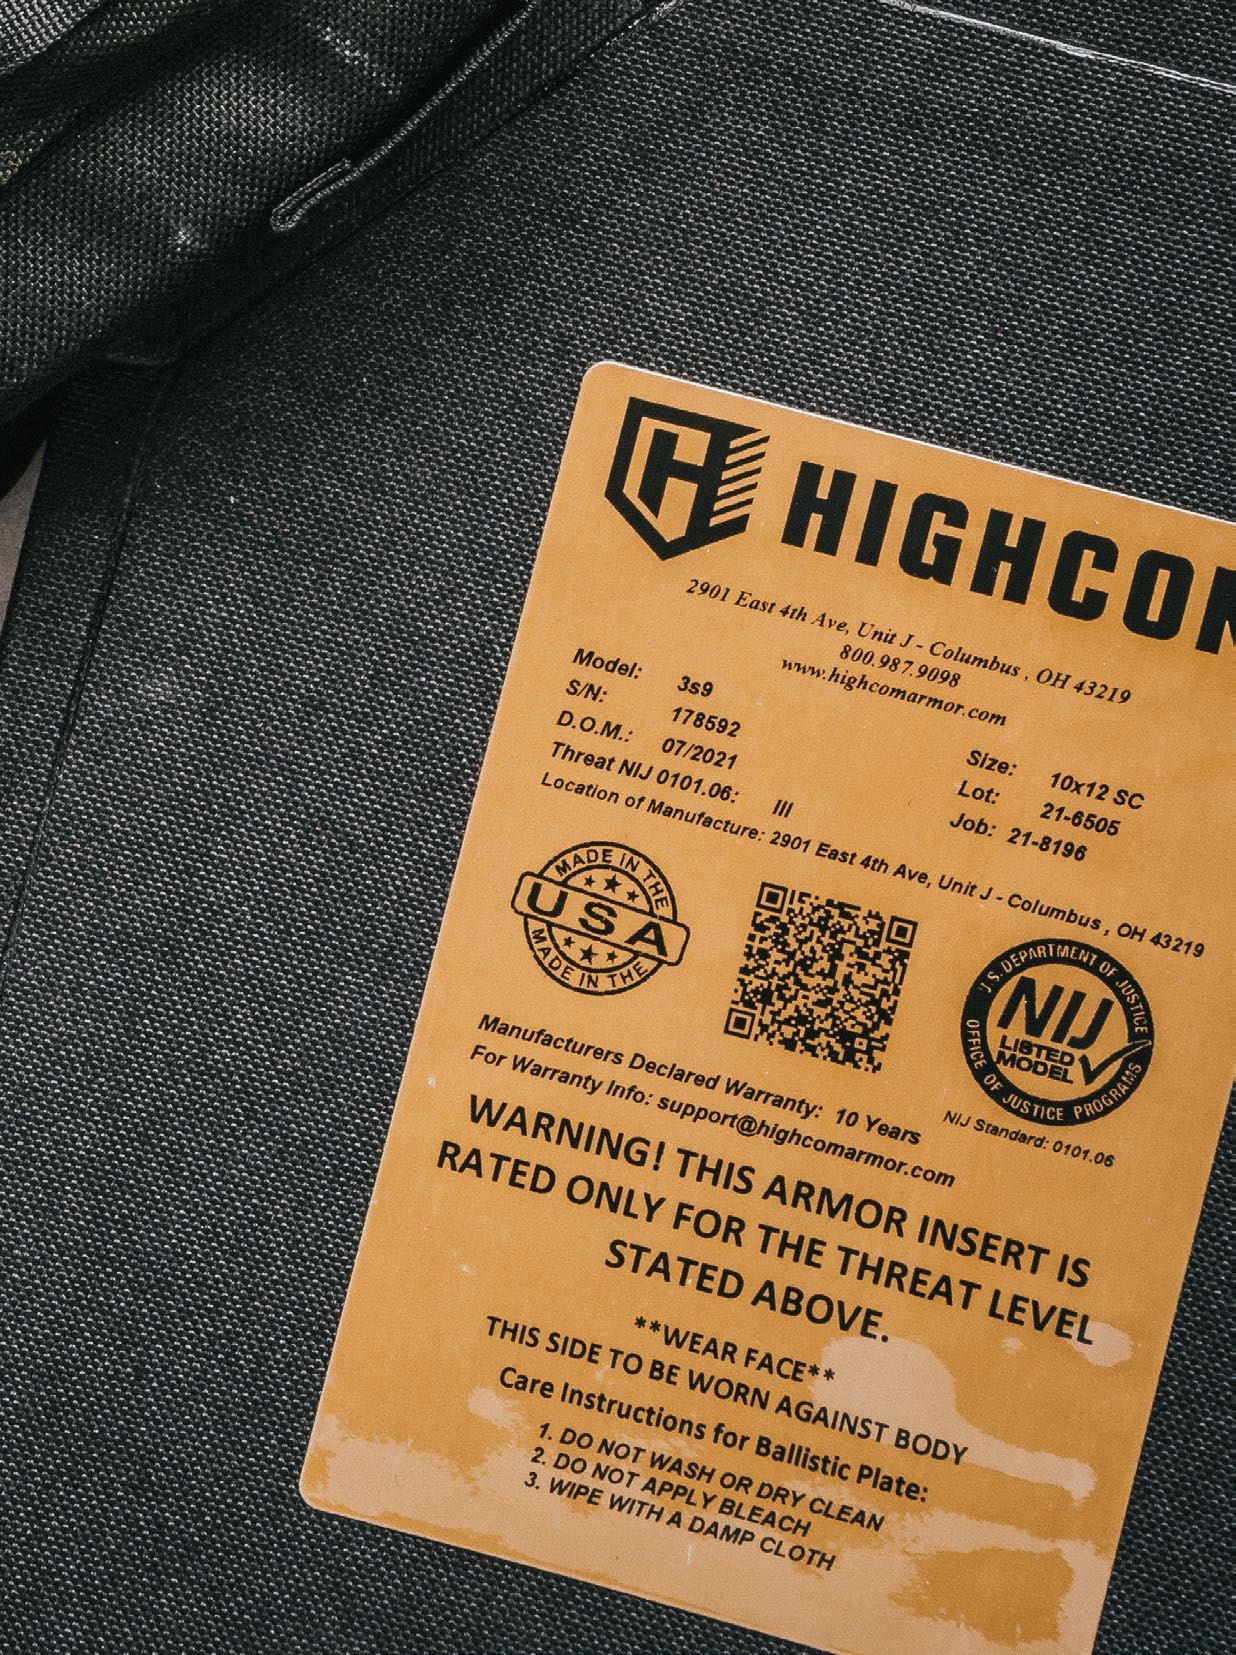 HIGHCO
2901 East 4th Ave, Unit J - Columbus , OH 43219
800.987.9098
www.highcomarmor.com
Model: 3s9
S/N: 178592
D.O.M.: 07/2021
Threat NIJ 0101.06: III
Size: 10x12 SC
Lot: 21-6505
Job: 21-8196
Location of Manufacture: 2901 East 4th Ave, Unit J - Columbus , OH 43219
MADE IN THE
USA
MADE IN THE
U.S. DEPARTMENT OF JUSTICE
NIJ
LISTED
MODEL
OFFICE OF JUSTICE PROGRAMS
NIJ Standard: 0101.06
Manufacturers Declared Warranty: 10 Years
For Warranty Info: support@highcomarmor.com
WARNING! THIS ARMOR INSERT IS
RATED ONLY FOR THE THREAT LEVEL
STATED ABOVE.
**WEAR FACE**
THIS SIDE TO BE WORN AGAINST BODY
Care Instructions for Ballistic Plate:
1. DO NOT WASH OR DRY CLEAN
2. DO NOT APPLY BLEACH
3. WIPE WITH A DAMP CLOTH